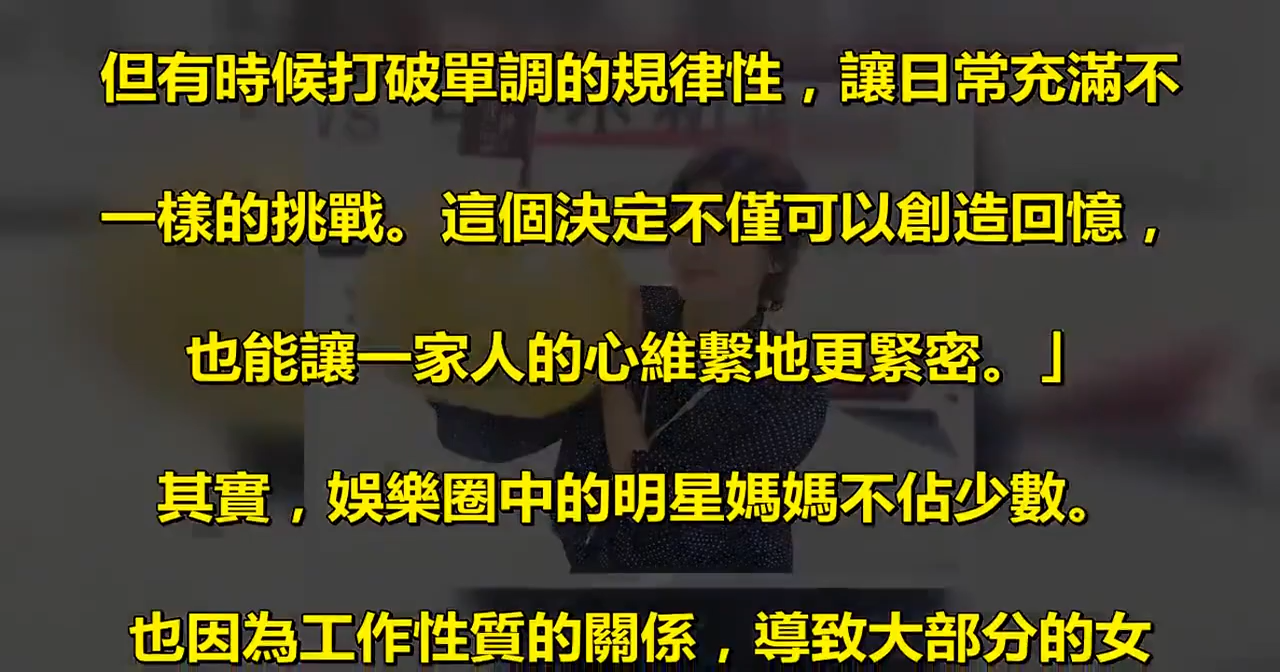 但有時候打破單調的規律性，讓日常充滿不
一樣的挑戰。這個決定不僅可以創造回憶，
也能讓一家人的心維繫地更緊密。」
其實，娛樂圈中的明星媽媽不佔少數。
也因為工作性質的關係，導致大部分的女